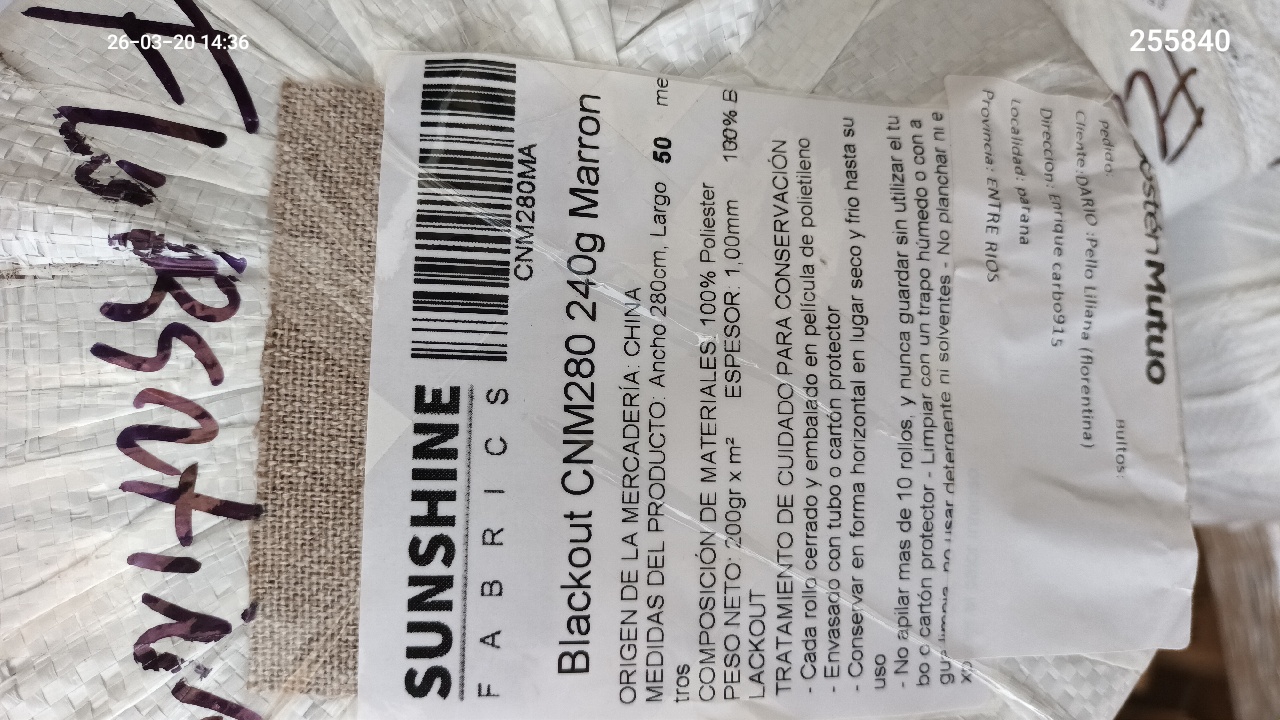 26-03-20 14:36
255840
SUNSHINE
FABRICS
CNM280MA
Blackout CNM280 240g Marron
ORIGEN DE LA MERCADERÍA: CHINA
MEDIDAS DEL PRODUCTO: Ancho 280cm, Largo 50 me
tros
COMPOSICIÓN DE MATERIALES: 100% Poliester
PESO NETO: 200gr x m² ESPESOR: 1,00mm 100% B
LACKOUT
TRATAMIENTO DE CUIDADO PARA CONSERVACIÓN
- Cada rollo cerrado y embalado en película de polietileno
- Envasado con tubo o cartón protector
- Conservar en forma horizontal en lugar seco y frio hasta su
uso
- No apilar mas de 10 rollos, y nunca guardar sin utilizar el tu
bo o cartón protector - Limpiar con un trapo húmedo o con a
no usar detergente ni solventes - No planchar ni e
Provincia: ENTRE RIOS
Localidad: parana
Direccion: Enrique carbo915
Cliente: DARIO :Pello Liliana (florentina)
Pedido: Bultos:
Mutuo